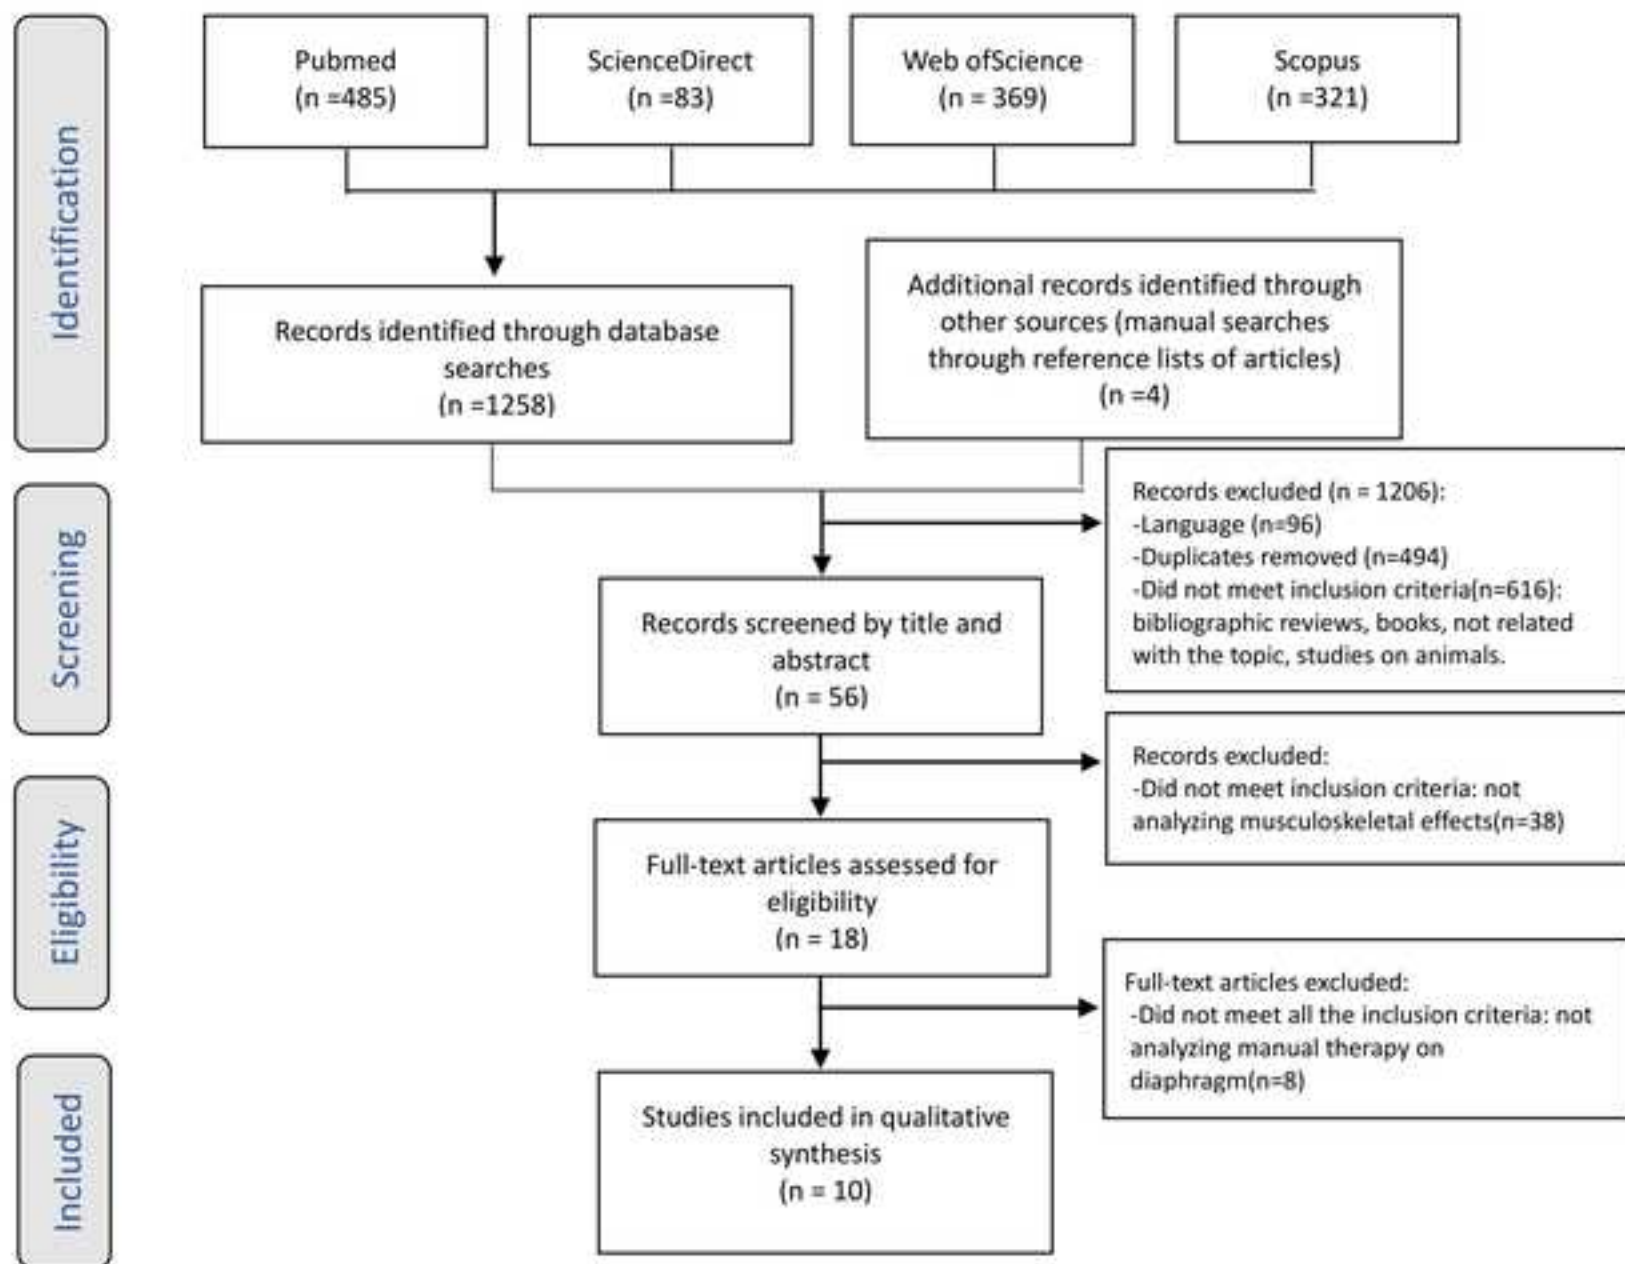 Identification
Pubmed
(n =485)
ScienceDirect
(n =83)
Web ofScience
(n = 369)
Scopus
(n =321)
Records identified through database
searches
(n =1258)
Additional records identified through
other sources (manual searches
through reference lists of articles)
(n =4)
Screening
Records excluded (n = 1206):
-Language (n=96)
-Duplicates removed (n=494)
-Did not meet inclusion criteria(n=616):
bibliographic reviews, books, not related
with the topic, studies on animals.
Records screened by title and
abstract
(n = 56)
Records excluded:
-Did not meet inclusion criteria: not
analyzing musculoskeletal effects(n=38)
Eligibility
Full-text articles assessed for
eligibility
(n = 18)
Full-text articles excluded:
-Did not meet all the inclusion criteria: not
analyzing manual therapy on
diaphragm(n=8)
Included
Studies included in qualitative
synthesis
(n = 10)